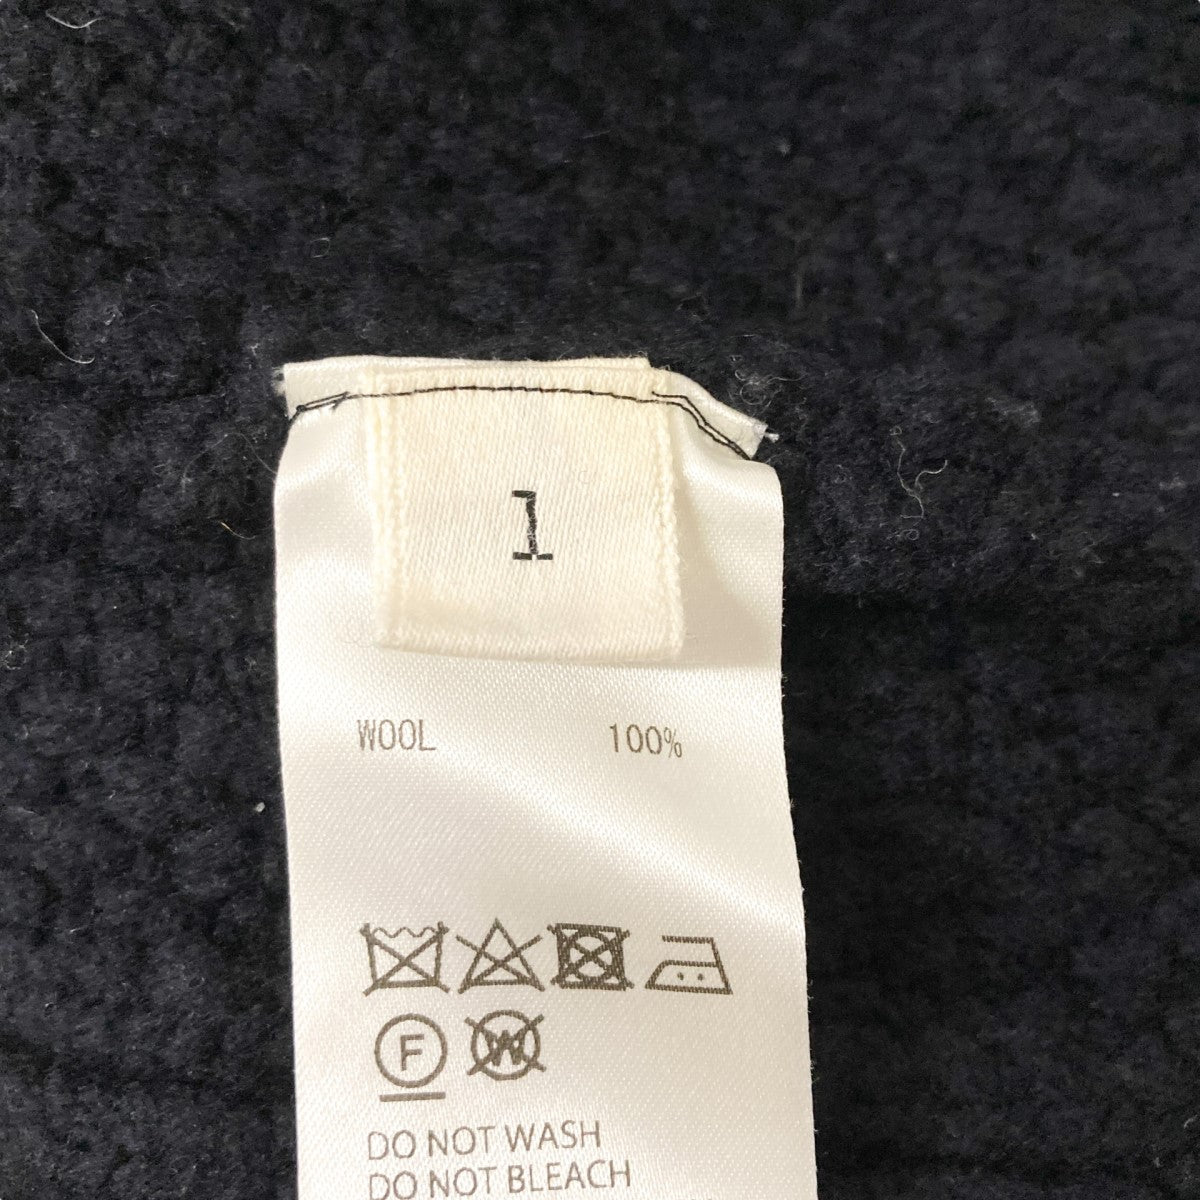 1
WOOL 100%
F W
DO NOT WASH
DO NOT BLEACH